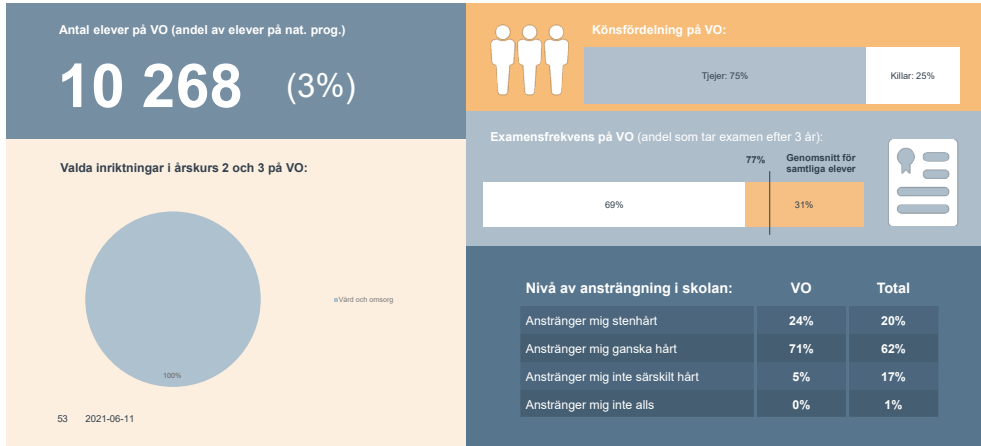 Antal elever på VO (andel av elever på nat. prog.)
10 268 (3%)
Valda inriktningar i årskurs 2 och 3 på VO:
Vård och omsorg
100%
53 2021-06-11
Könsfördelning på VO:
Tjejer: 75% Killar: 25%
Examensfrekvens på VO (andel som tar examen efter 3 år):
77% Genomsnitt för
samtliga elever
69% 31%
Nivå av ansträngning i skolan: VO Total
Anstränger mig stenhårt 24% 20%
Anstränger mig ganska hårt 71% 62%
Anstränger mig inte särskilt hårt 5% 17%
Anstränger mig inte alls 0% 1%